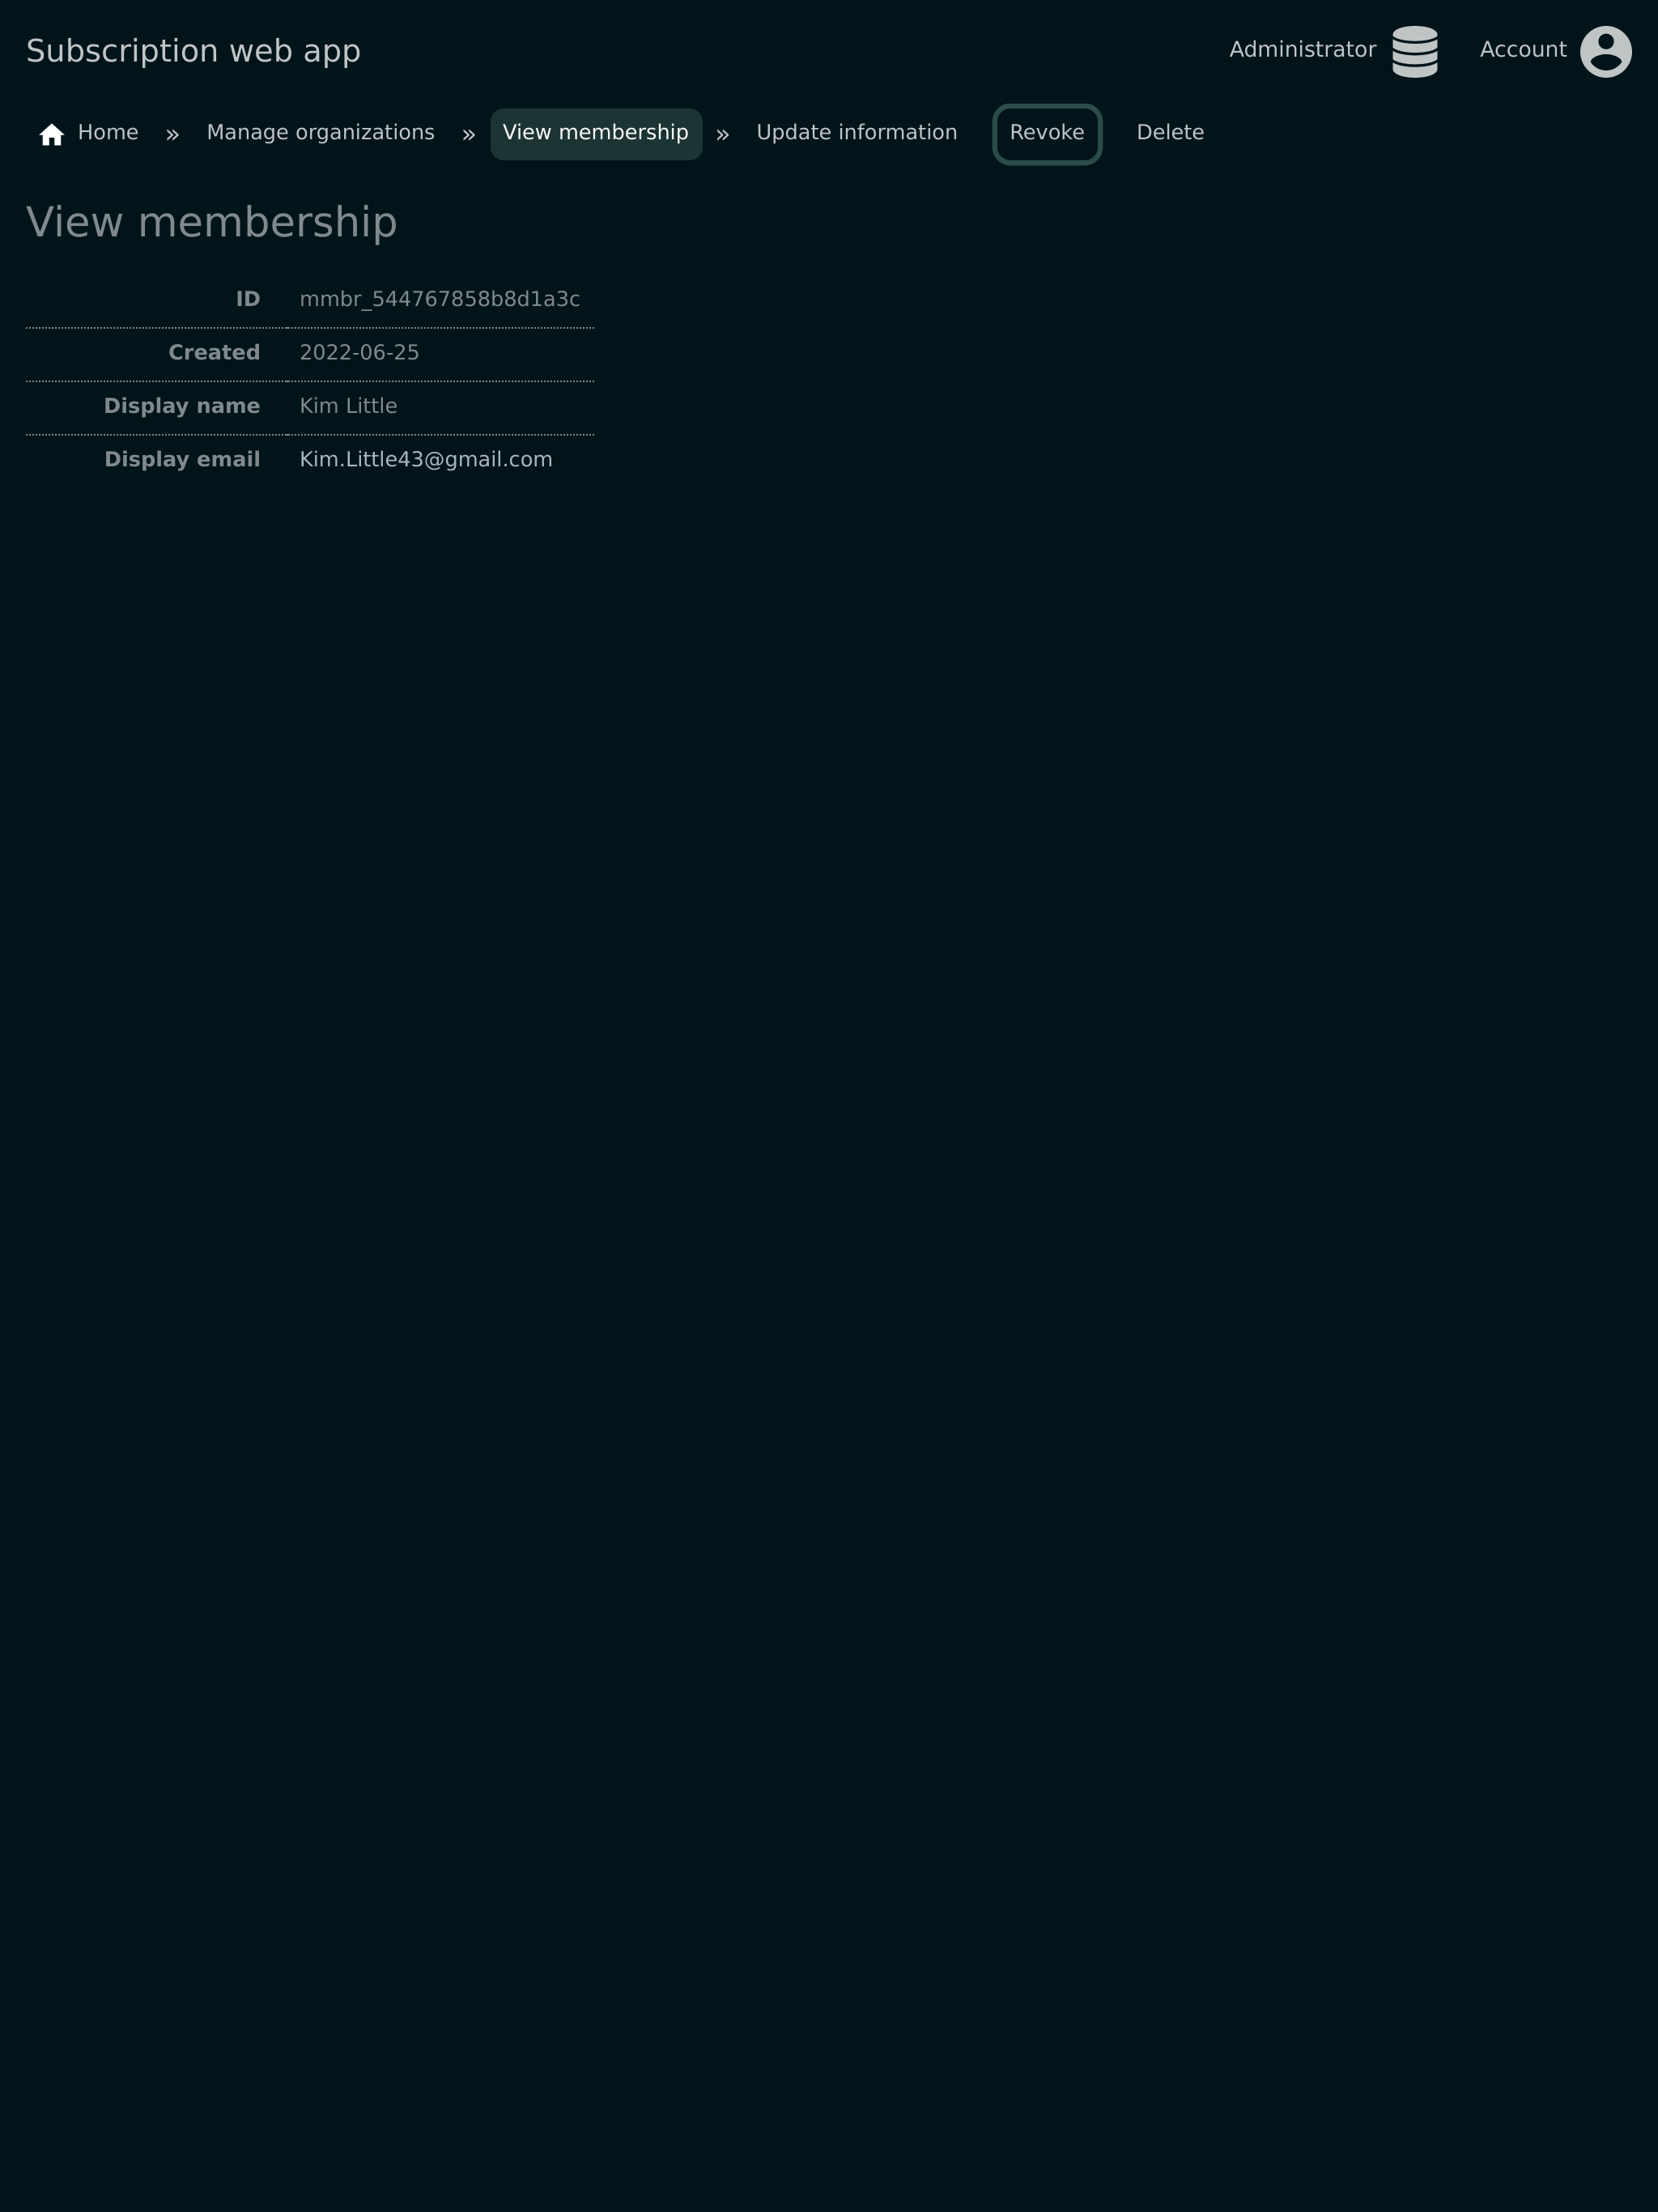 Subscription web app Administrator Account
Home » Manage organizations » View membership » Update information Revoke Delete
View membership
ID mmbr_544767858b8d1a3c
Created 2022-06-25
Display name Kim Little
Display email Kim.Little43@gmail.com